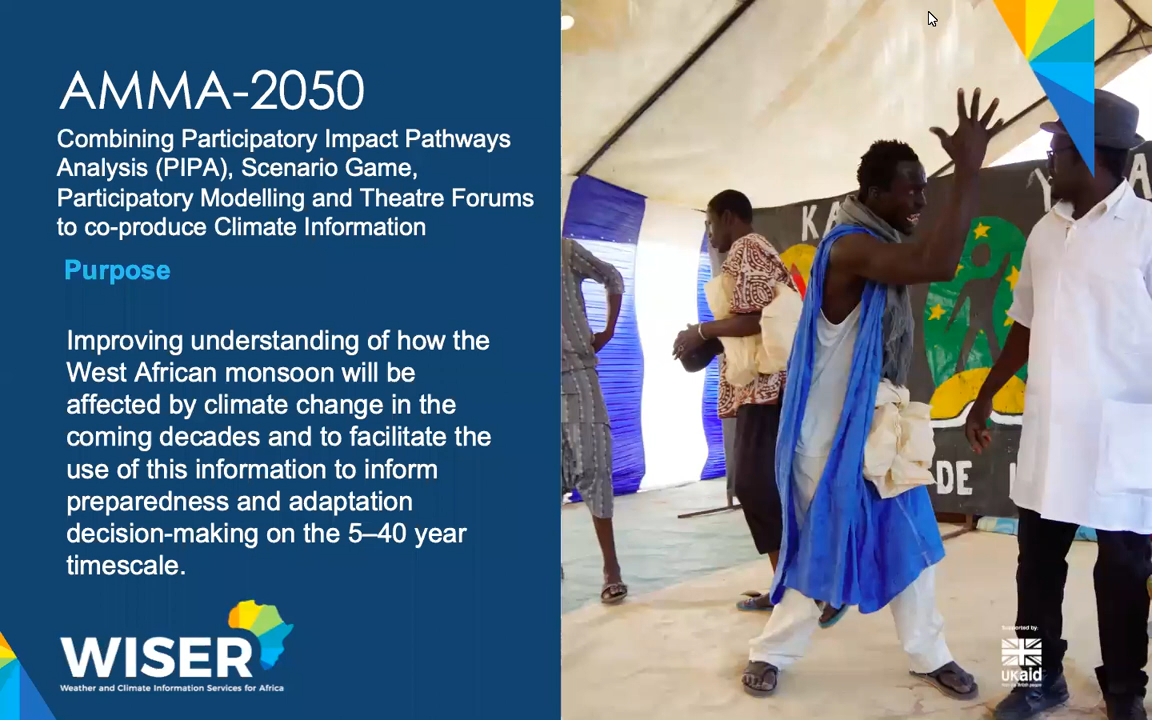 AMMA-2050
Combining Participatory Impact Pathways
Analysis (PIPA), Scenario Game,
Participatory Modelling and Theatre Forums
to co-produce Climate Information
Purpose
Improving understanding of how the
West African monsoon will be
affected by climate change in the
coming decades and to facilitate the
use of this information to inform
preparedness and adaptation
decision-making on the 5–40 year
timescale.
WISER
Weather and Climate Information Services for Africa
KA
DE
Supported by:
UKaid